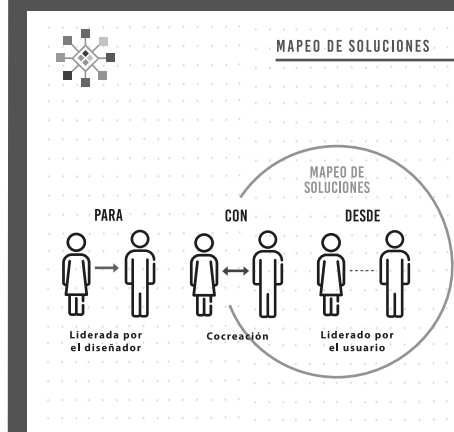 MAPEO DE SOLUCIONES
MAPEO DE
SOLUCIONES
PARA
CON
DESDE
Liderada por
el diseñador
Cocreación
Liderado por
el usuario